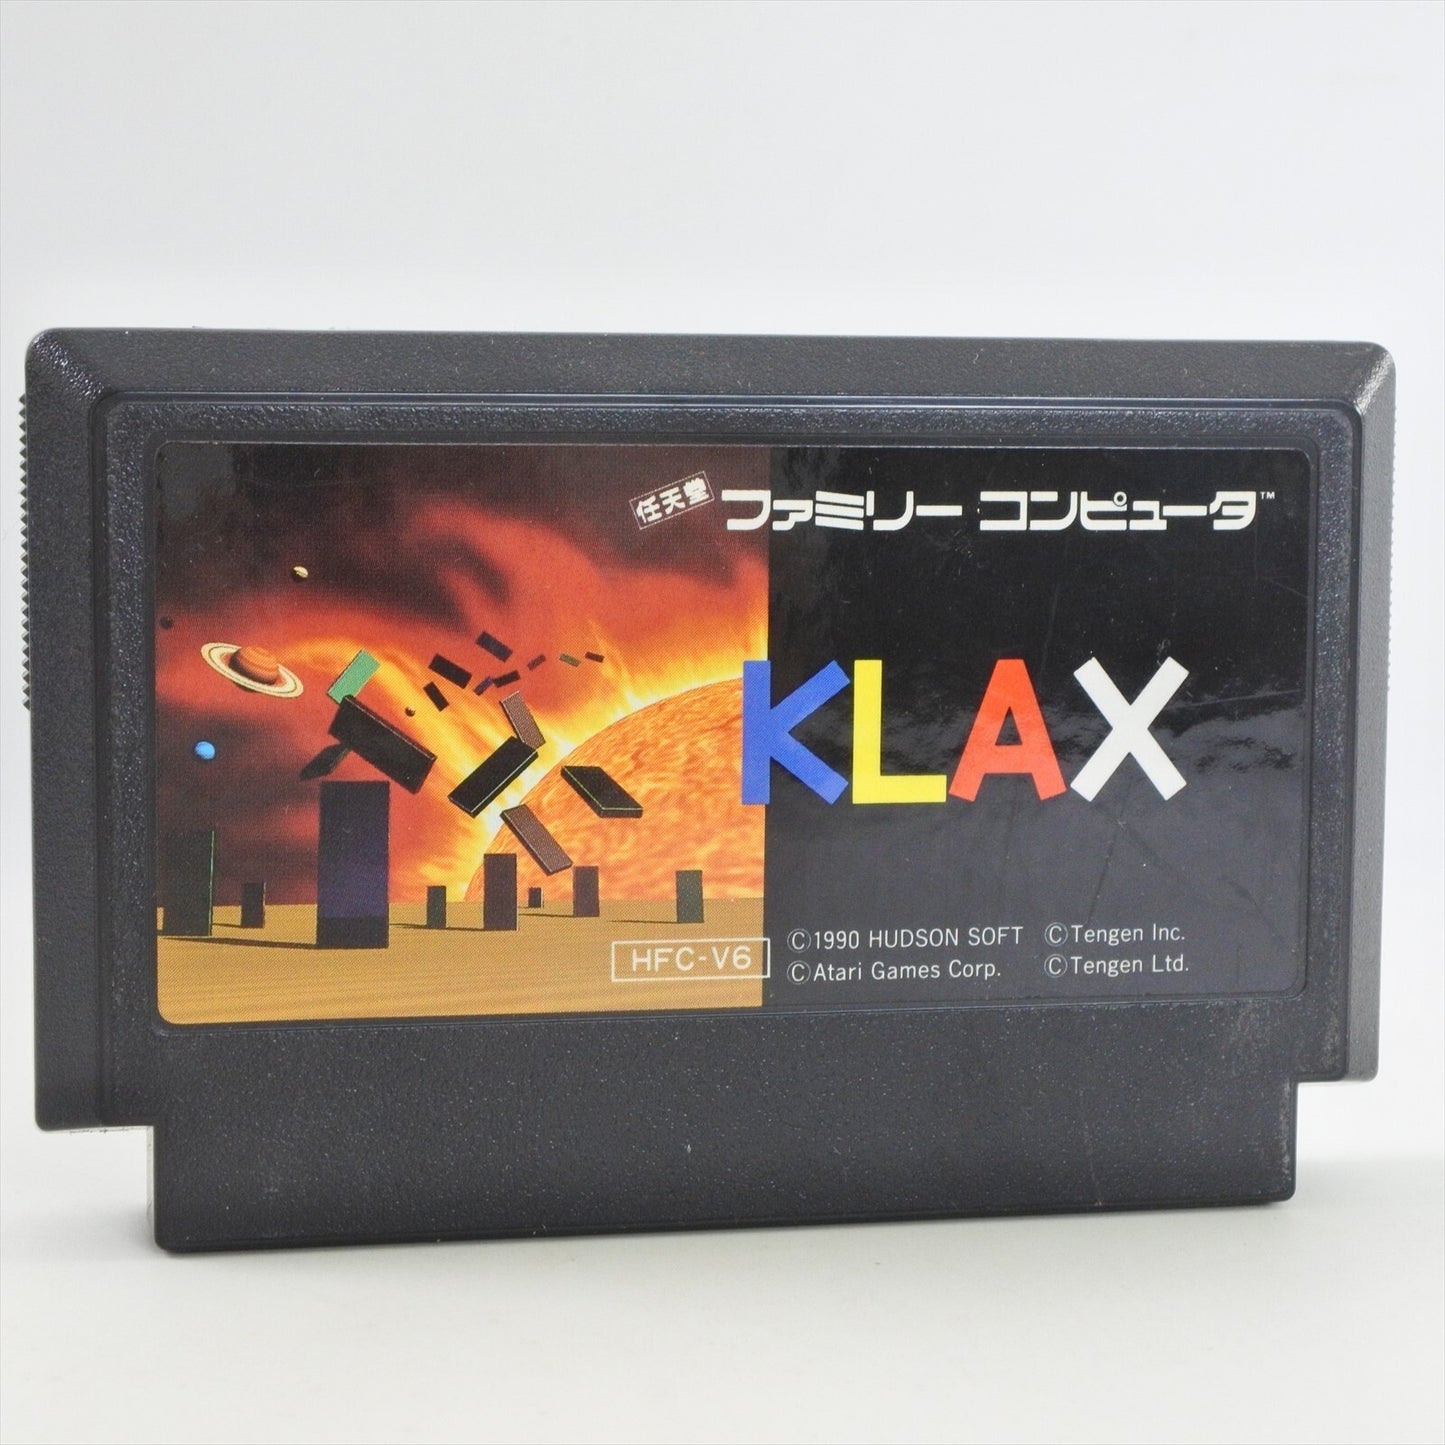 任天堂 ファミリー コンピュータ™
KLAX
HFC-V6
©1990 HUDSON SOFT ©Tengen Inc.
©Atari Games Corp. ©Tengen Ltd.